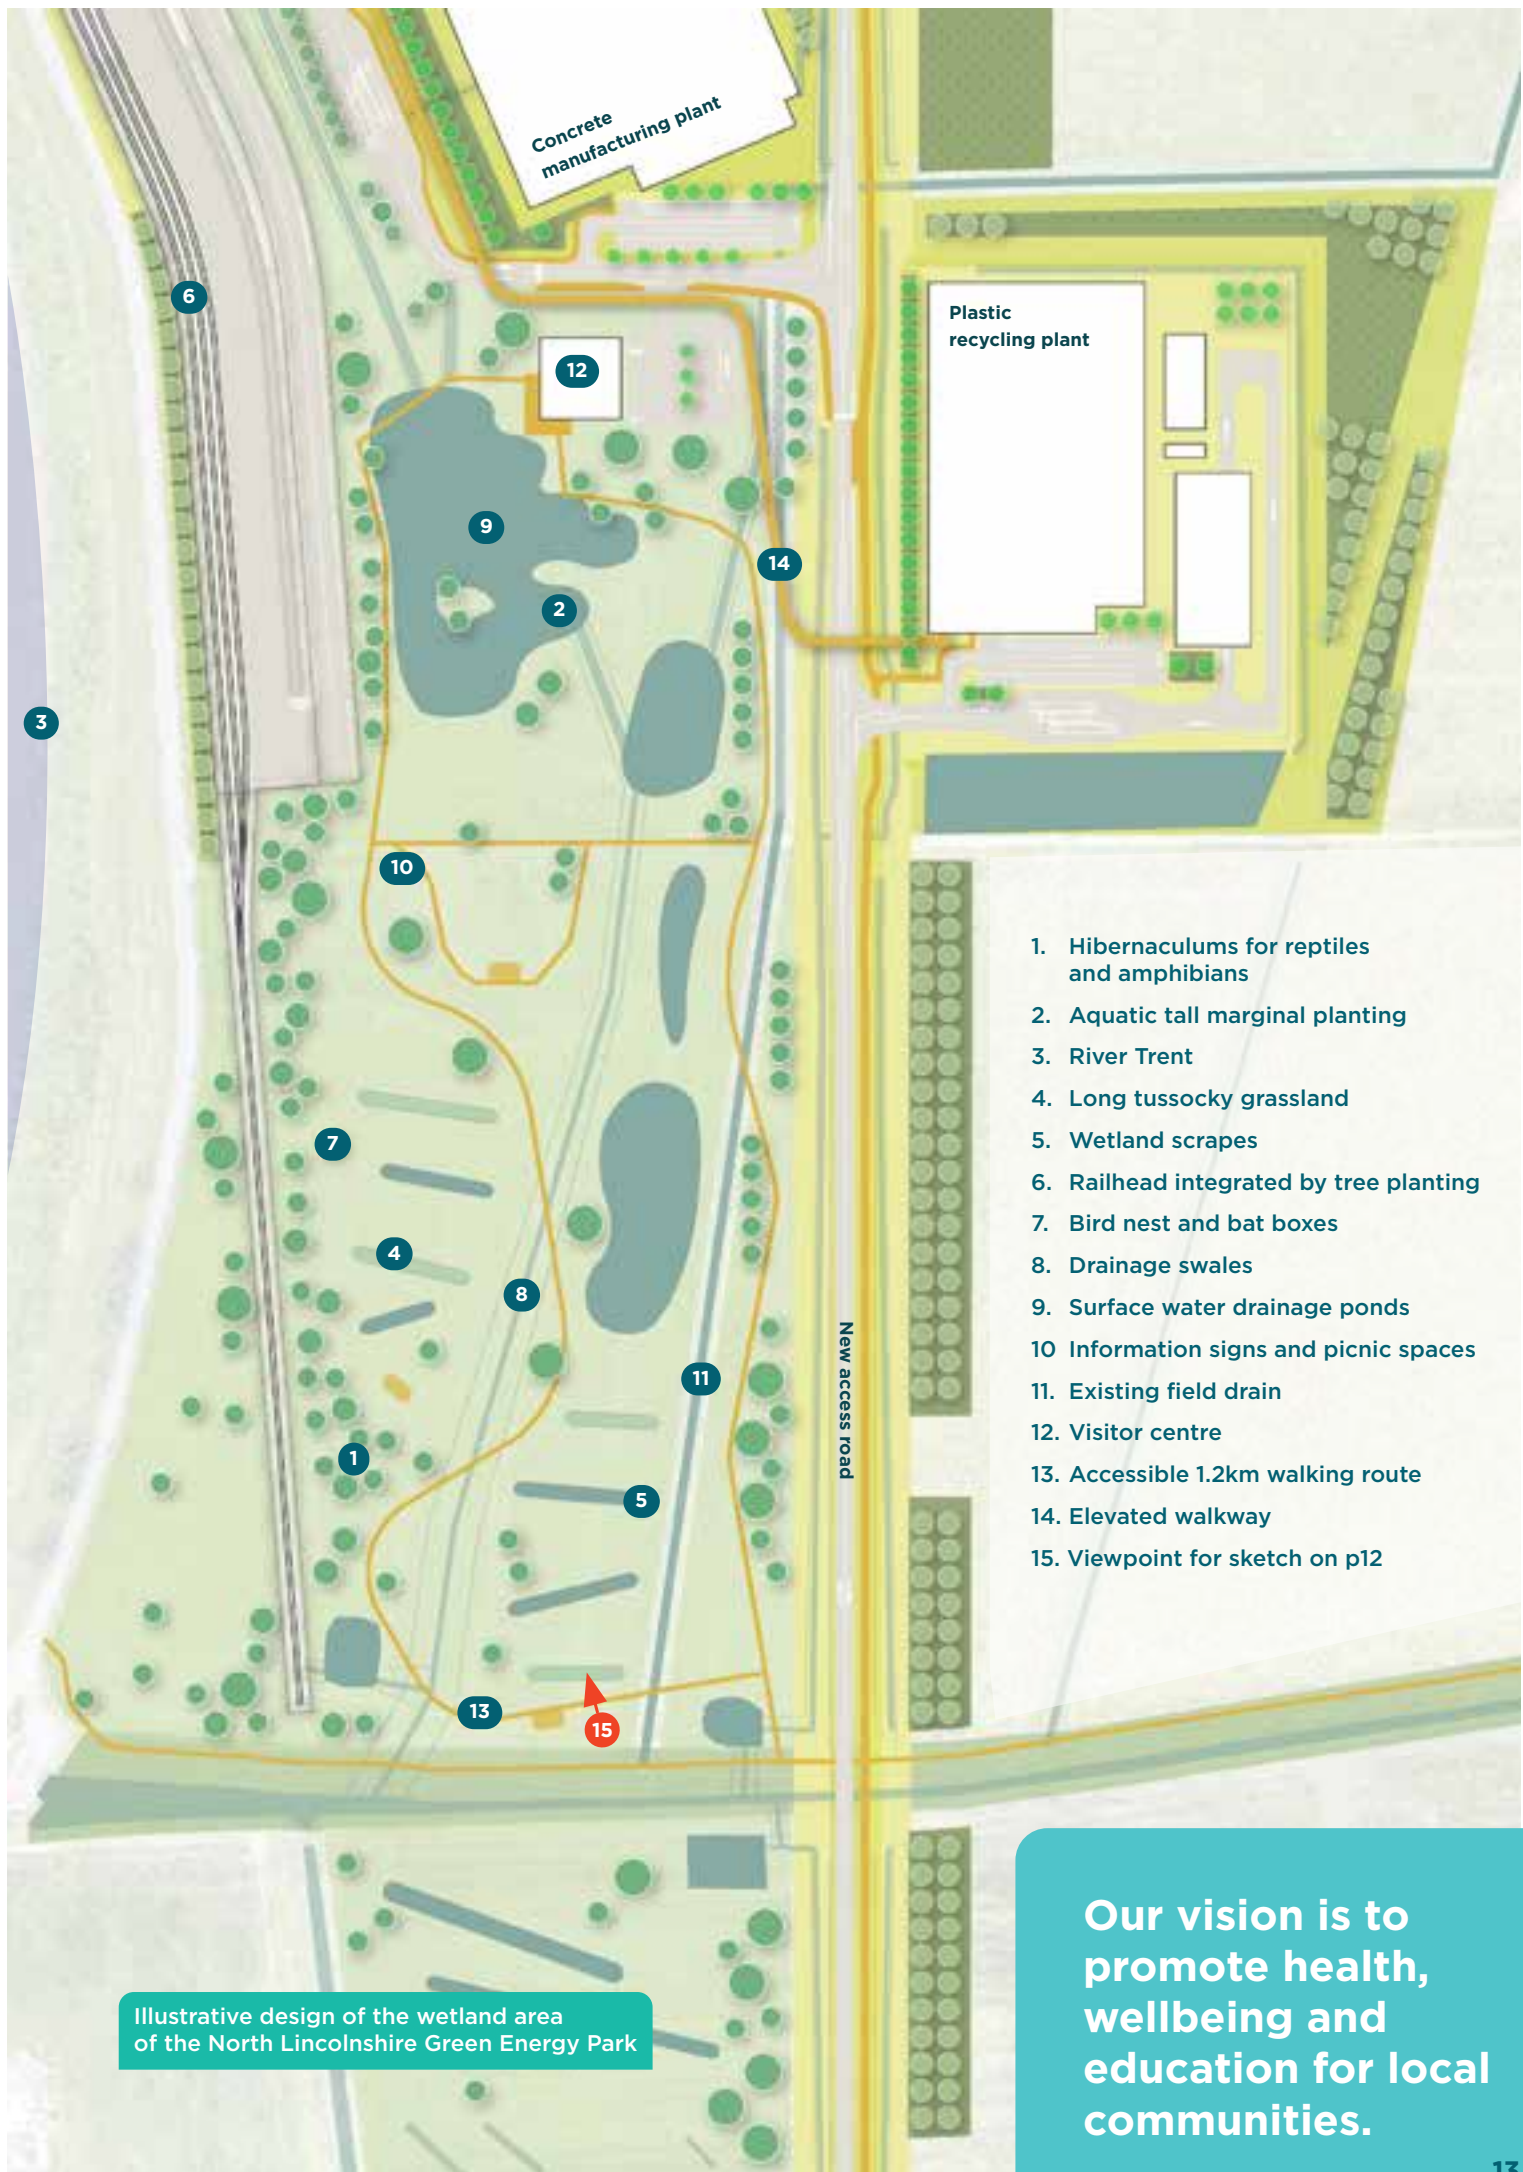 Concrete
manufacturing plant
6
Plastic
recycling plant
12
9
14
2
3
10
1. Hibernaculums for reptiles
and amphibians
2. Aquatic tall marginal planting
3. River Trent
4. Long tussocky grassland
5. Wetland scrapes
6. Railhead integrated by tree planting
7. Bird nest and bat boxes
8. Drainage swales
9. Surface water drainage ponds
10 Information signs and picnic spaces
11. Existing field drain
12. Visitor centre
13. Accessible 1.2km walking route
14. Elevated walkway
15. Viewpoint for sketch on p12
7
4
8
11
New access road
1
5
13
15
Our vision is to
promote health,
wellbeing and
education for local
communities.
Illustrative design of the wetland area
of the North Lincolnshire Green Energy Park
13